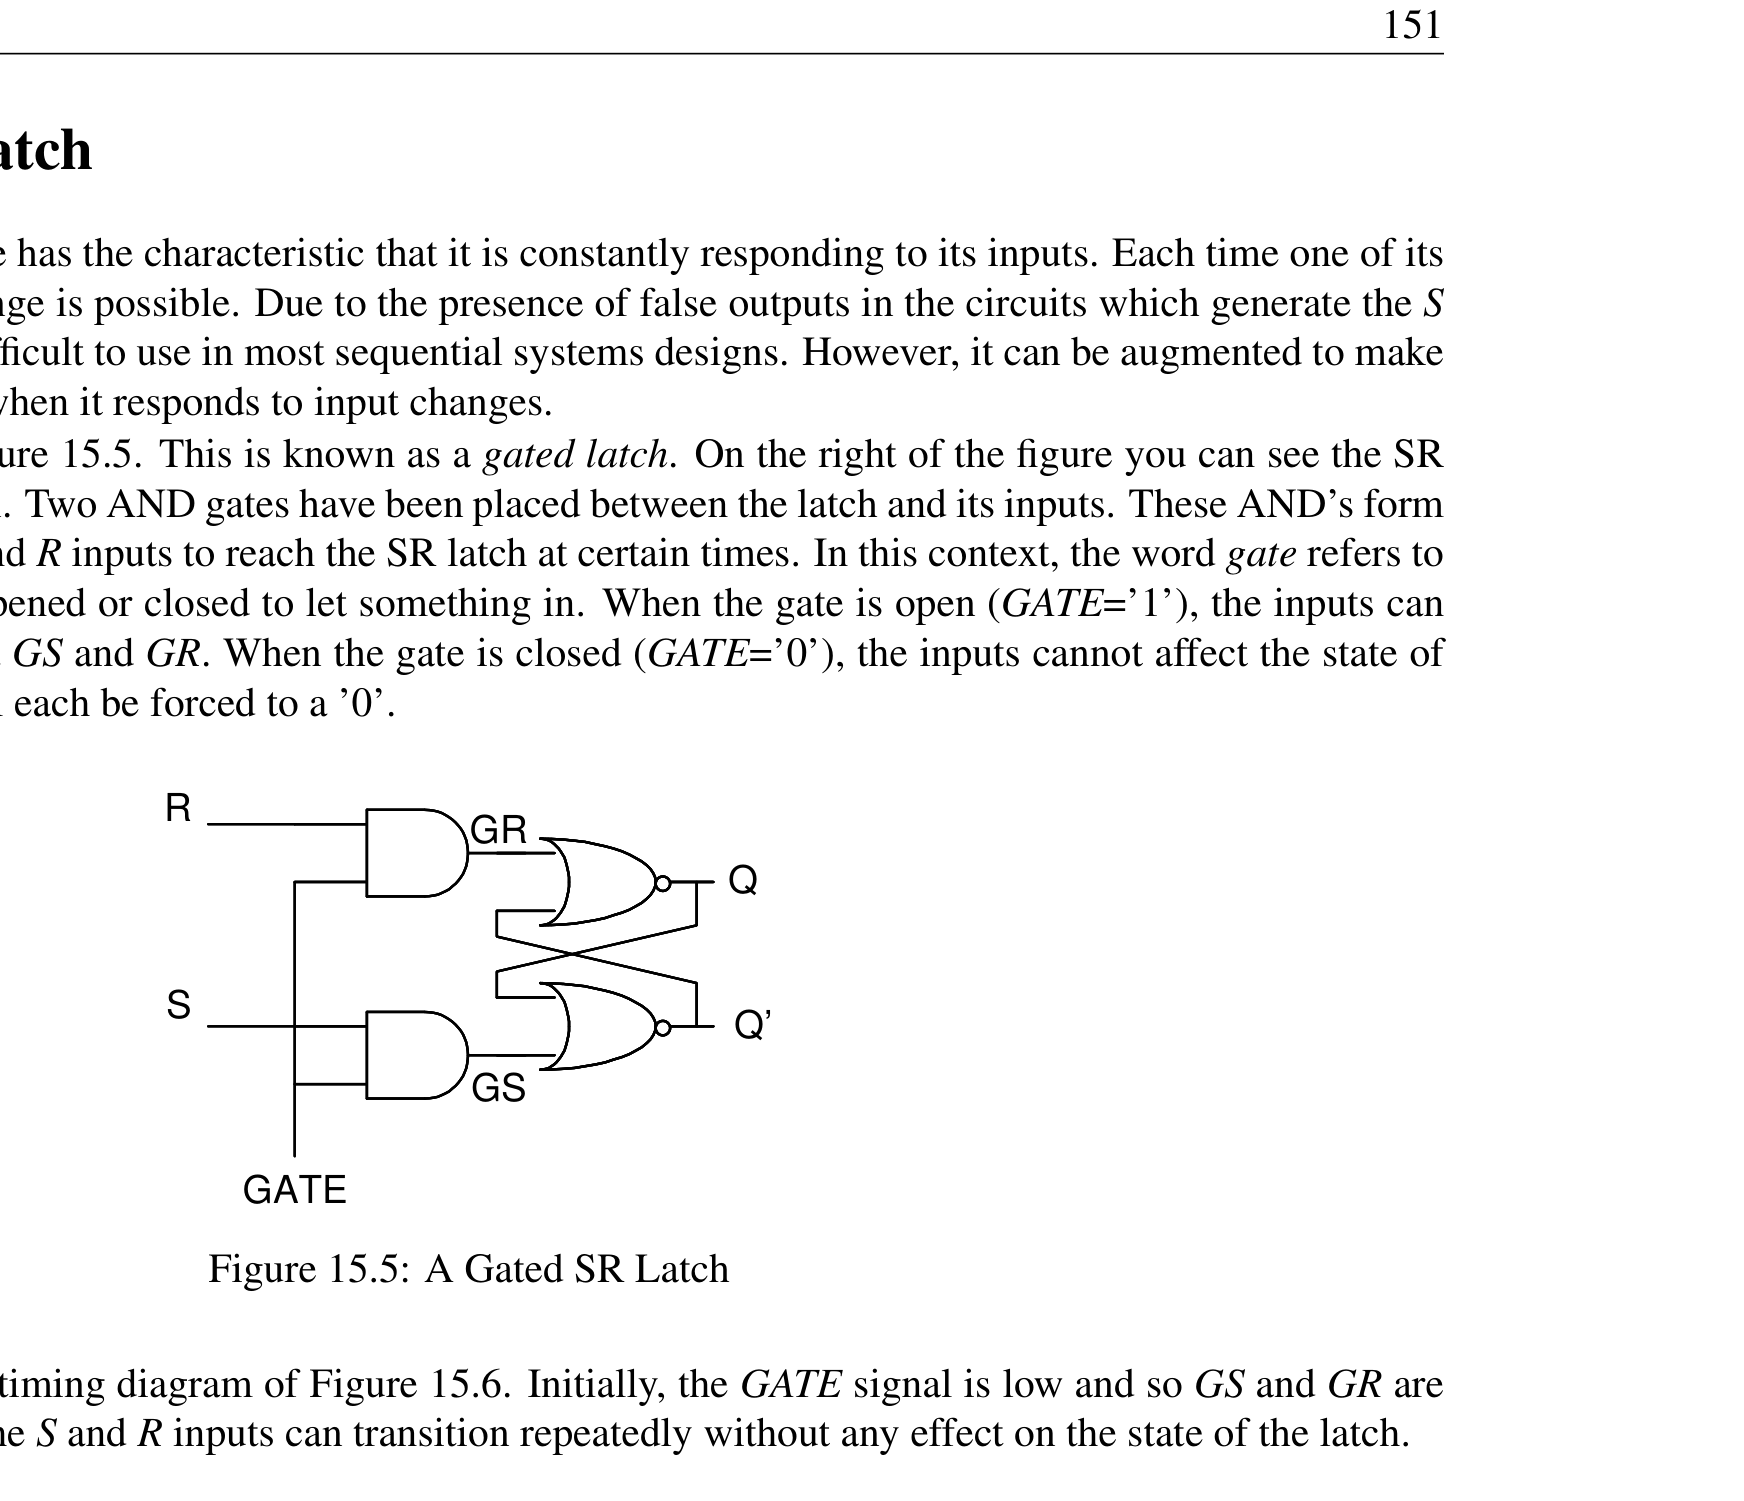 151
atch
has the characteristic that it is constantly responding to its inputs. Each time one of its
nge is possible. Due to the presence of false outputs in the circuits which generate the S
fficult to use in most sequential systems designs. However, it can be augmented to make
when it responds to input changes.
ure 15.5. This is known as a gated latch. On the right of the figure you can see the SR
. Two AND gates have been placed between the latch and its inputs. These AND's form
nd R inputs to reach the SR latch at certain times. In this context, the word gate refers to
pened or closed to let something in. When the gate is open (GATE='1'), the inputs can
GS and GR. When the gate is closed (GATE='0'), the inputs cannot affect the state of
each be forced to a '0'.
R
GR
Q
S
Q'
GS
GATE
Figure 15.5: A Gated SR Latch
timing diagram of Figure 15.6. Initially, the GATE signal is low and so GS and GR are
he S and R inputs can transition repeatedly without any effect on the state of the latch.